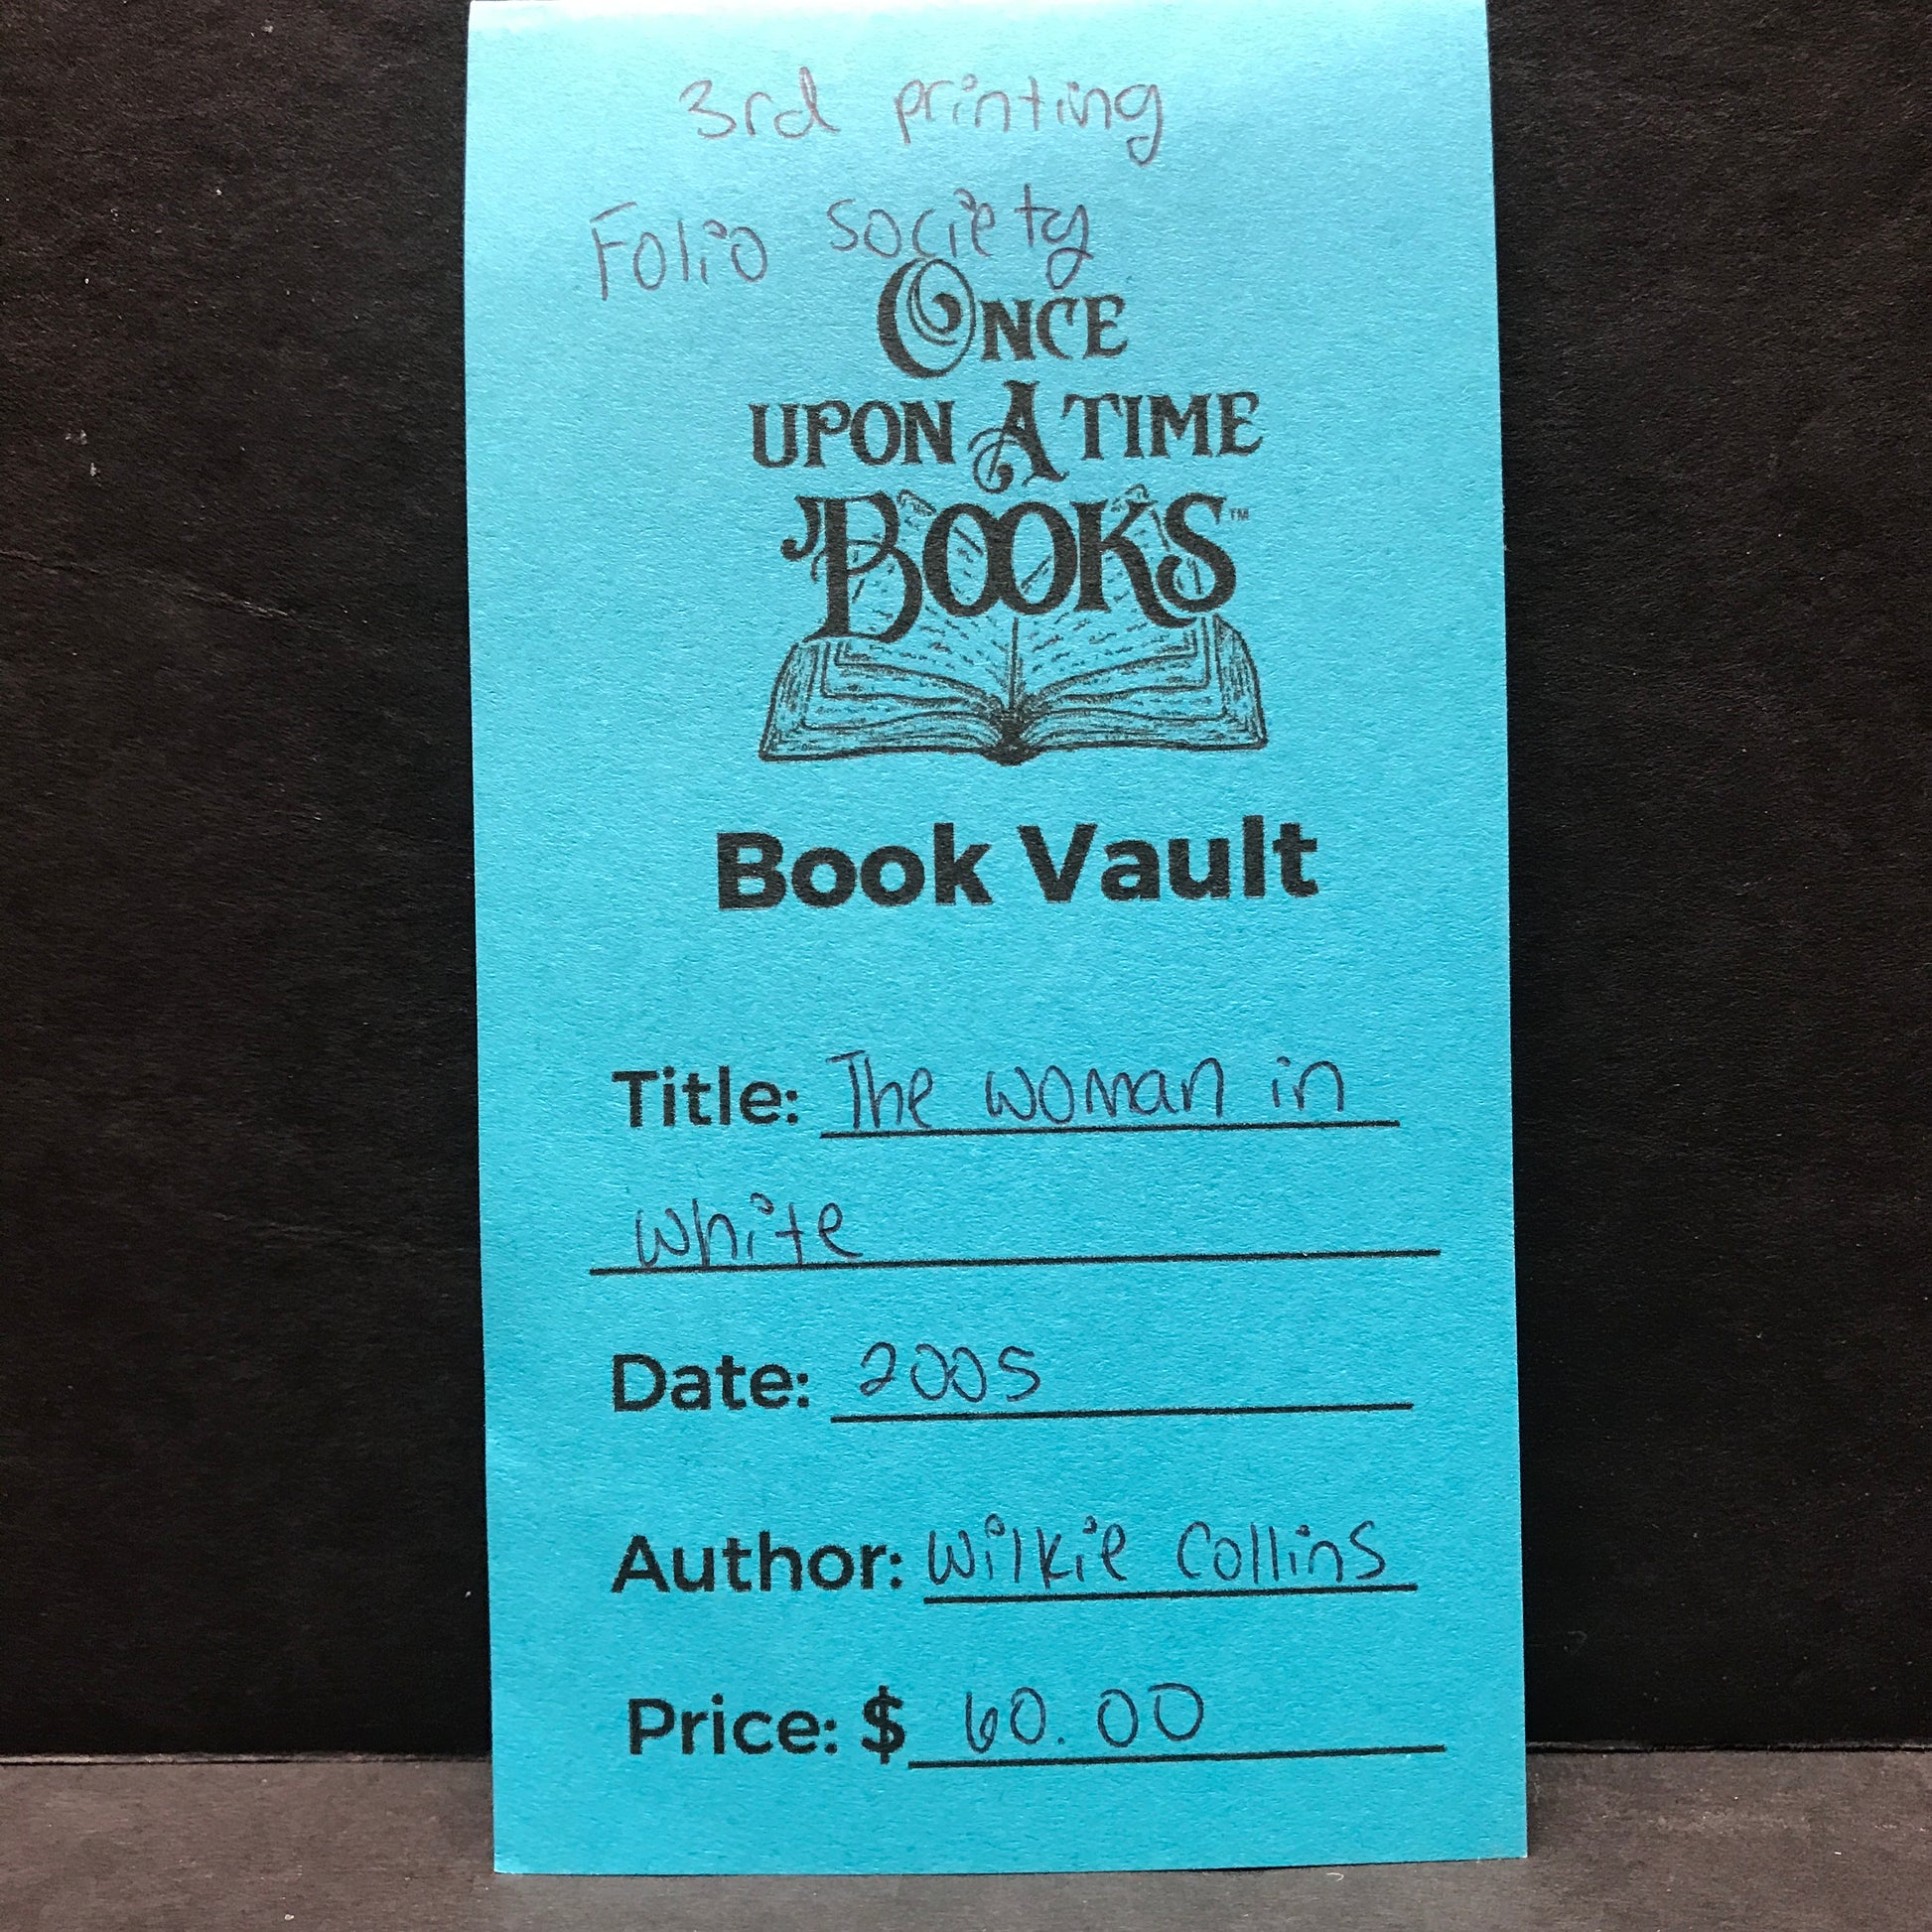 3rd printing
Folio Society
ONCE
UPON A TIME
BOOKS™
Book Vault
Title: The woman in
white
Date: 2005
Author: Wilkie Collins
Price: $ 60.00